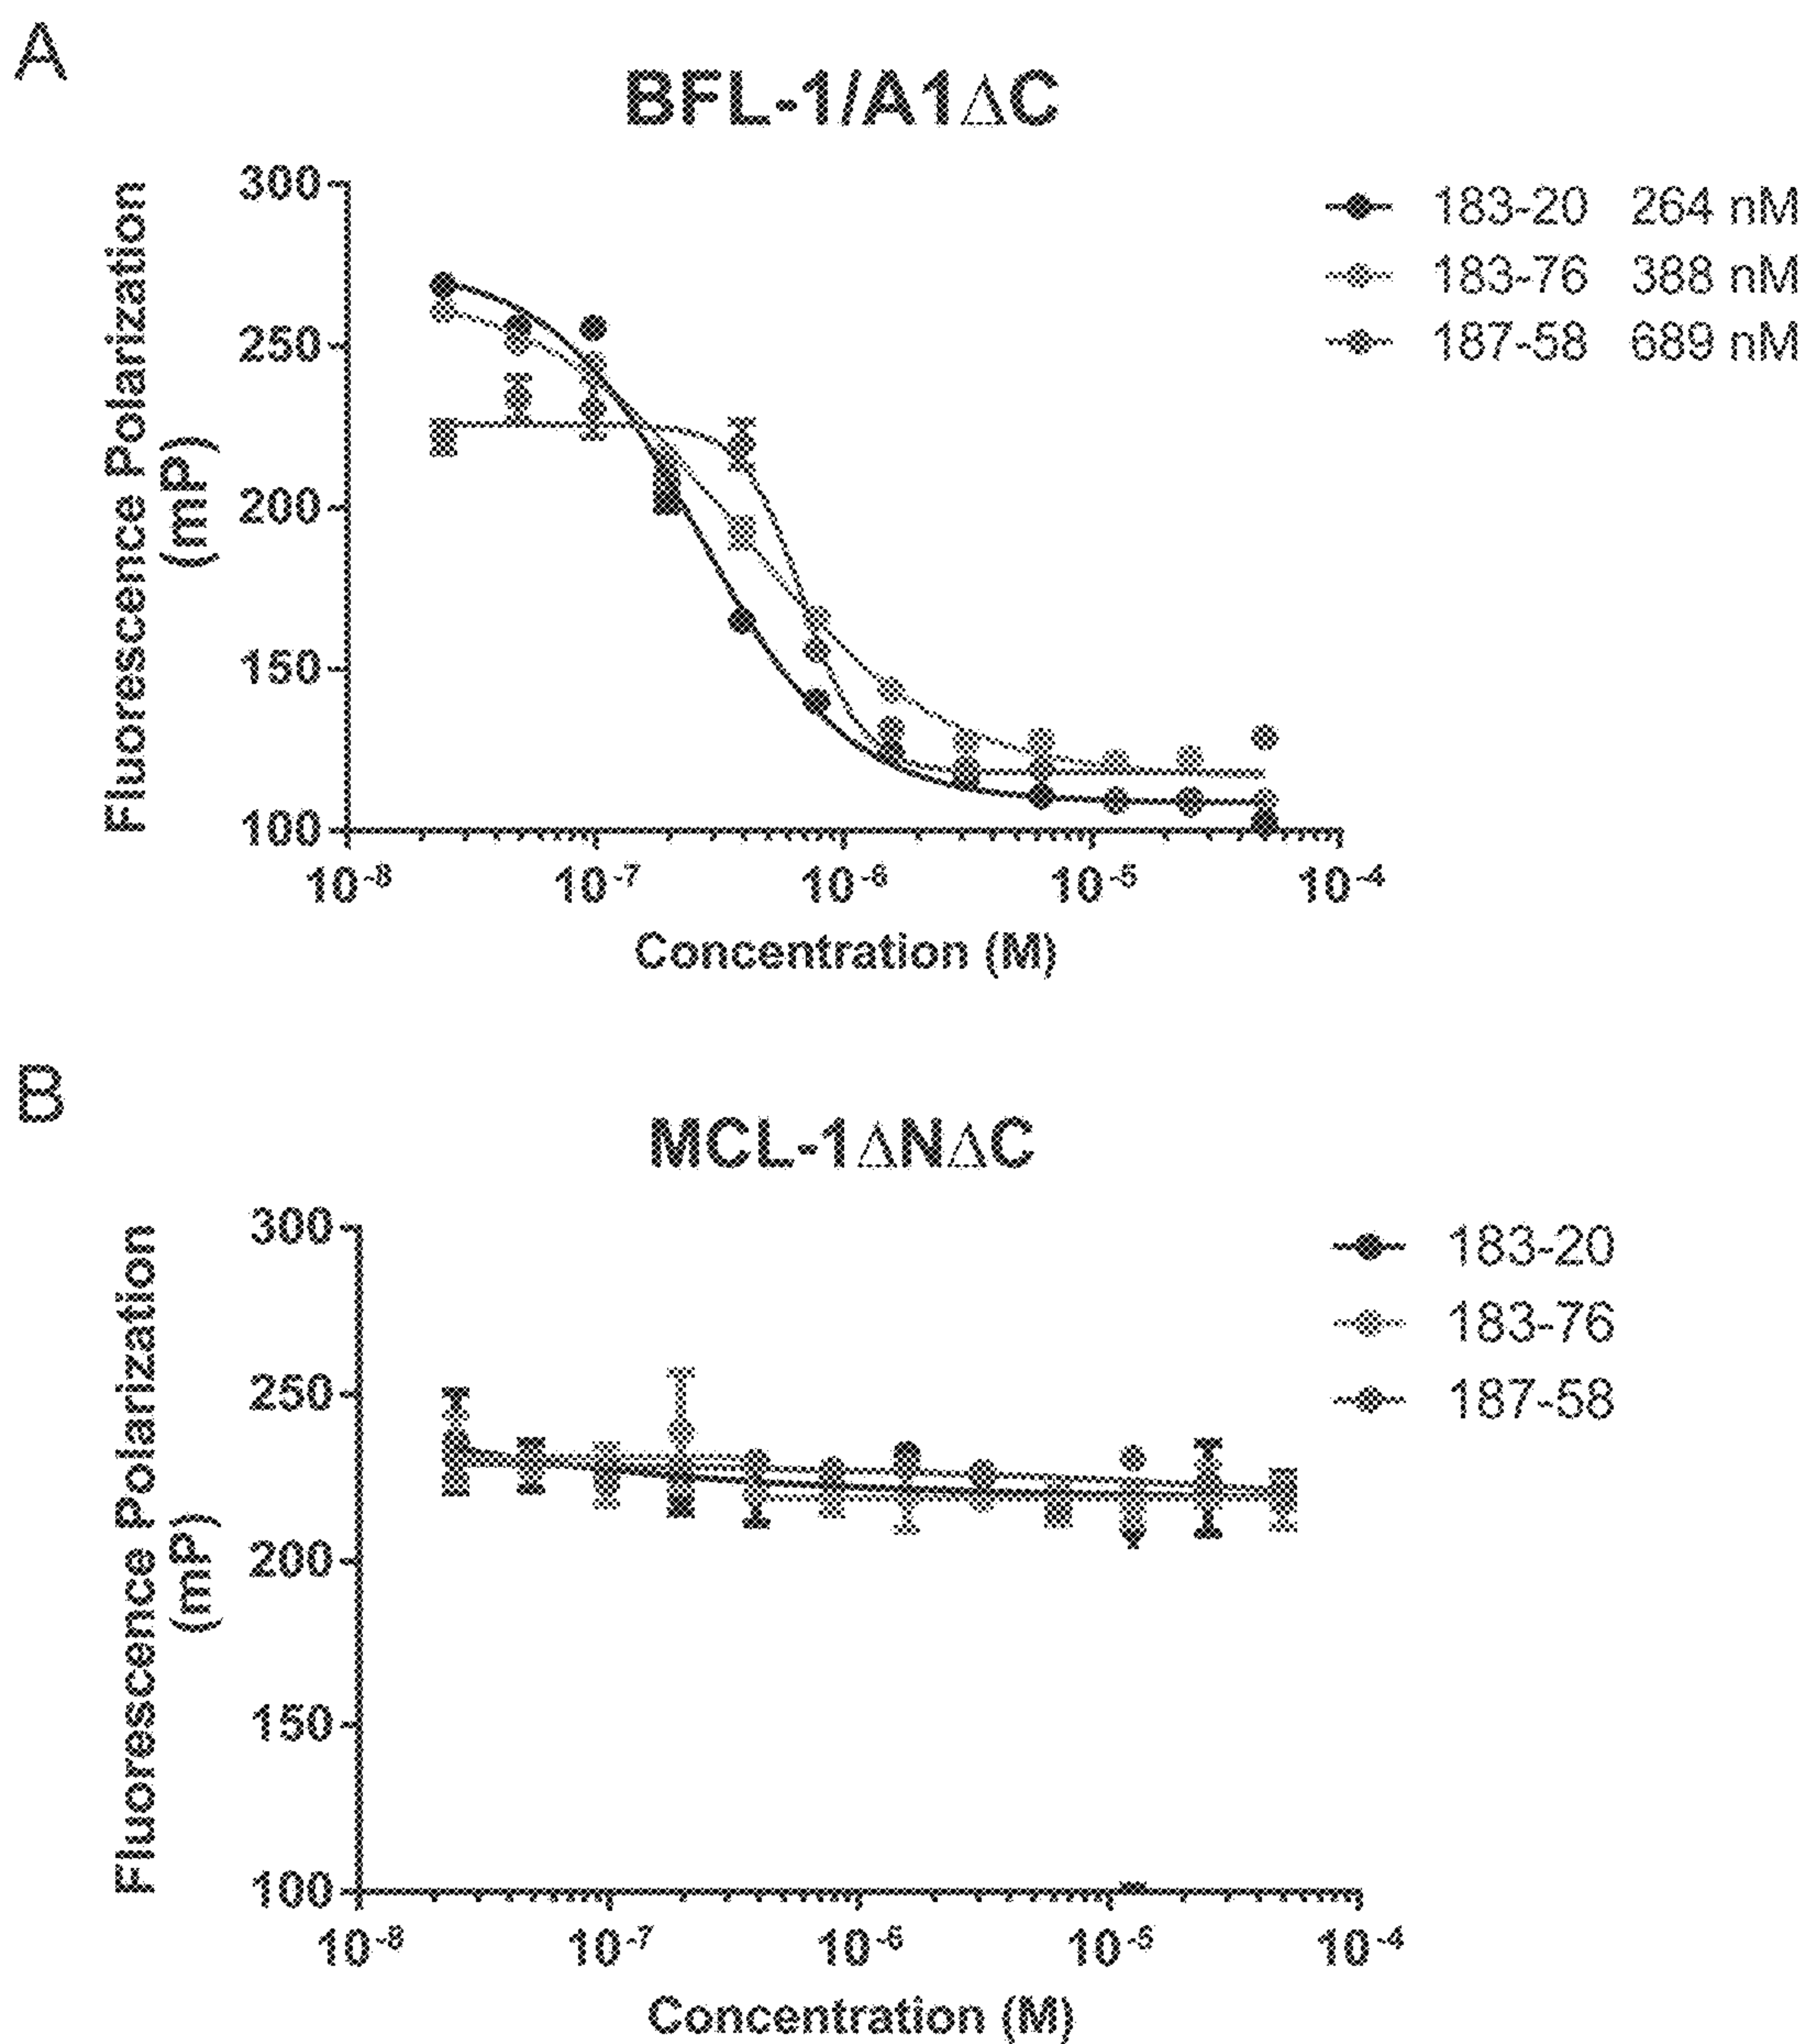 A
BFL-1/A1ΔC
Fluorescence Polarization
(mP)
300
250
200
150
100
10-8
10-7
10-6
10-5
10-4
Concentration (M)
183-20 264 nM
183-76 388 nM
187-58 689 nM
B
MCL-1ΔNΔC
Fluorescence Polarization
(mP)
300
250
200
150
100
10-8
10-7
10-6
10-5
10-4
Concentration (M)
183-20
183-76
187-58